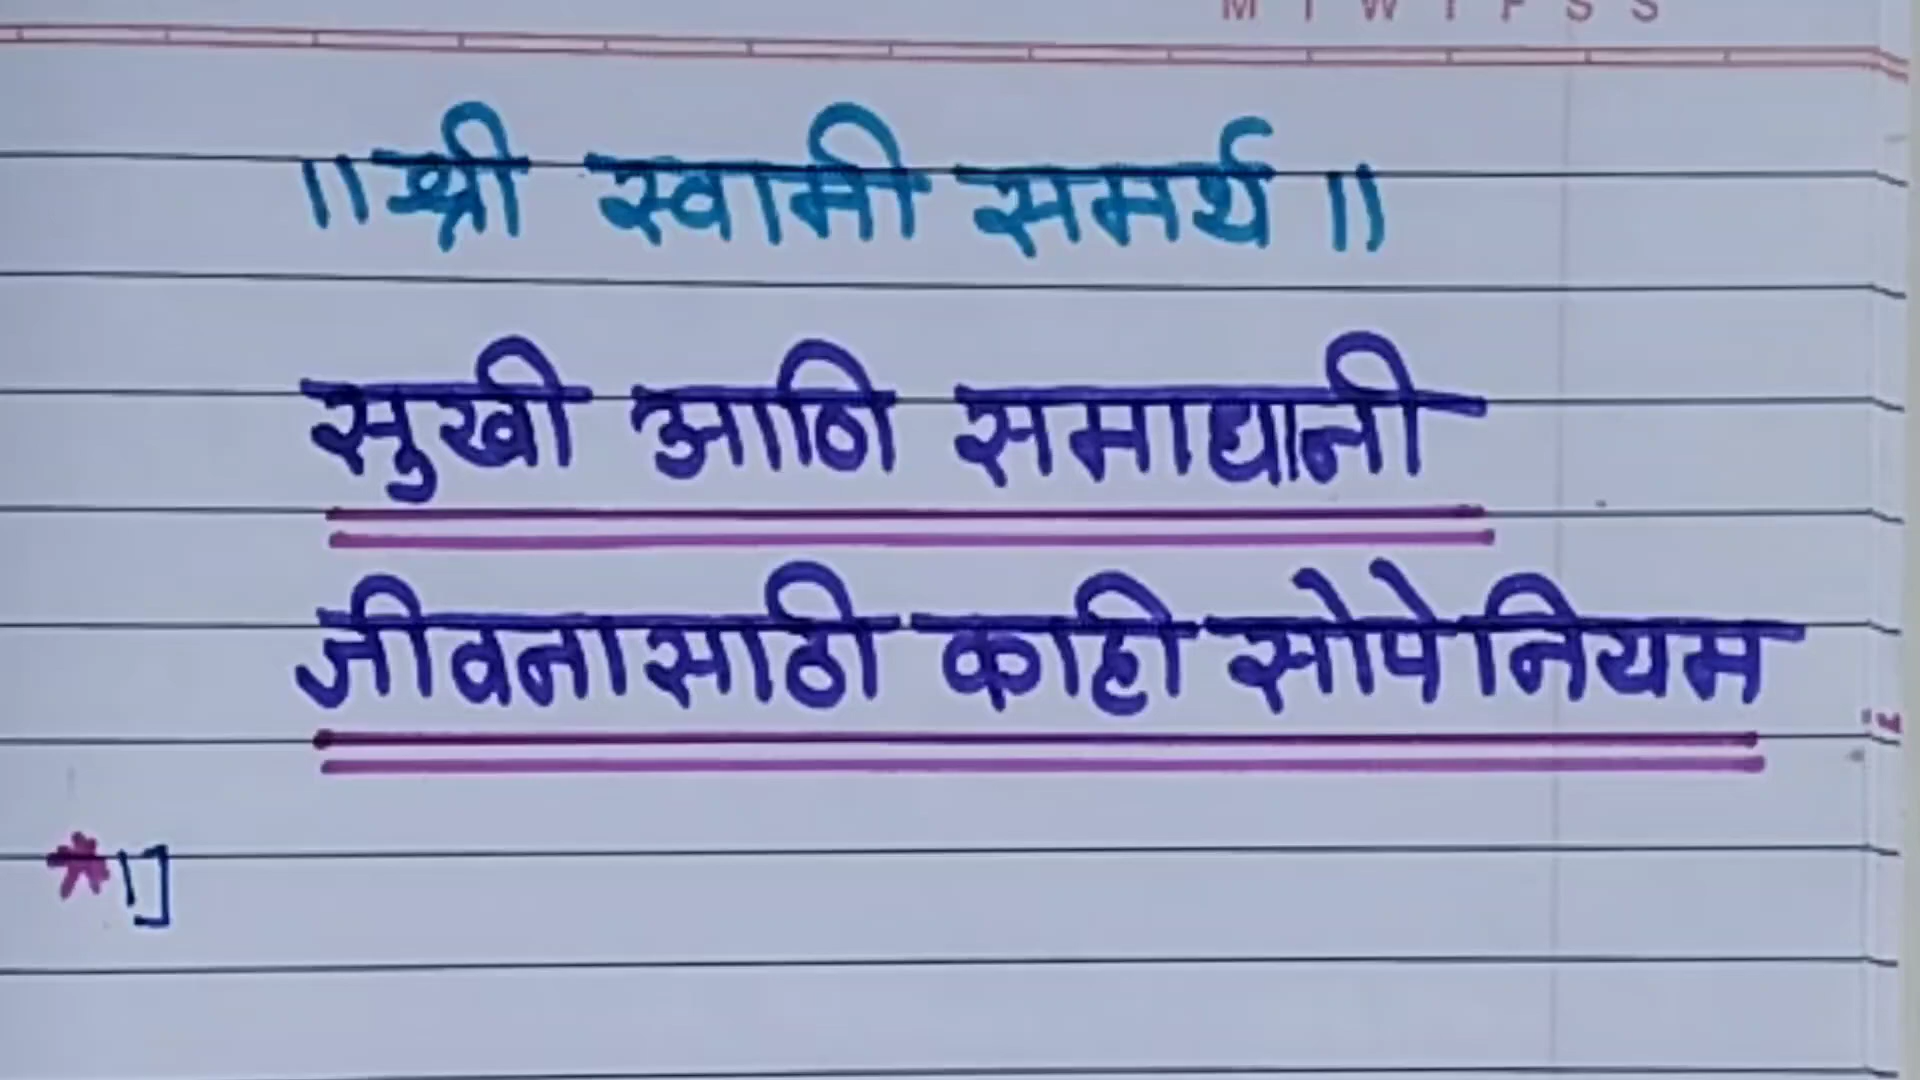 M T W T F S S
॥ श्री स्वामी समर्थ ॥
सुखी आणि समाधानी
जीवनासाठी काही सोपे नियम
*1]